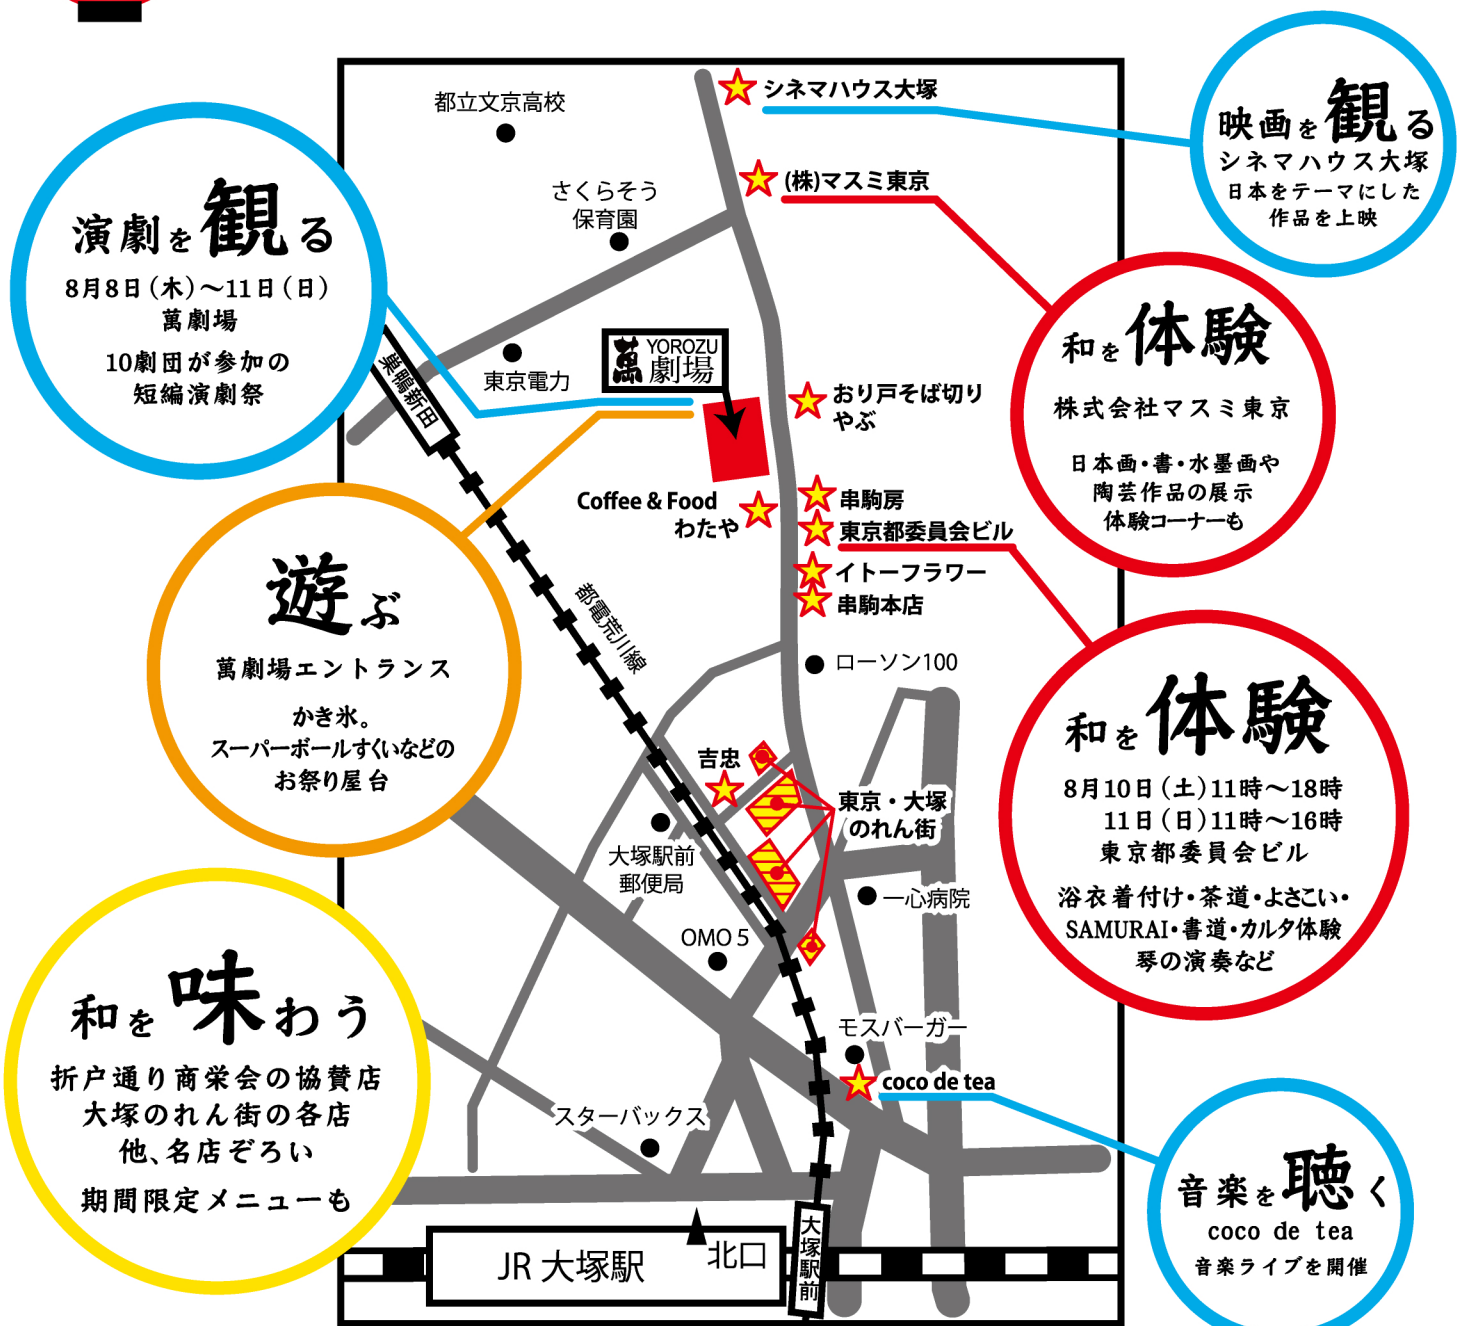 シネマハウス大塚
都立文京高校
映画を観る
シネマハウス大塚
日本をテーマにした
作品を上映
(株)マスミ東京
さくらそう
保育園
演劇を観る
8月8日(木)～11日(日)
萬劇場
10劇団が参加の
短編演劇祭
和を体験
株式会社マスミ東京
日本画・書・水墨画や
陶芸作品の展示
体験コーナーも
巣鴨新田
東京電力
萬 YOROZU
劇場
おり戸そば切り
やぶ
Coffee & Food
わたや
串駒房
東京都委員会ビル
イトーフラワー
串駒本店
都電荒川線
遊ぶ
萬劇場エントランス
かき氷。
スーパーボールすくいなどの
お祭り屋台
ローソン100
和を体験
8月10日(土)11時～18時
11日(日)11時～16時
東京都委員会ビル
浴衣着付け・茶道・よさこい・
SAMURAI・書道・カルタ体験
琴の演奏など
吉忠
東京・大塚
のれん街
大塚駅前
郵便局
一心病院
OMO 5
和を味わう
折戸通り商栄会の協賛店
大塚のれん街の各店
他、名店ぞろい
期間限定メニューも
モスバーガー
coco de tea
スターバックス
音楽を聴く
coco de tea
音楽ライブを開催
JR 大塚駅
北口
大塚駅前